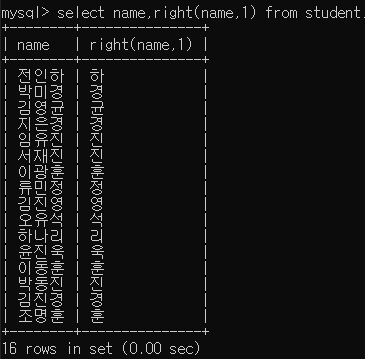 mysql> select name,right(name,1) from student
+--------+---------------+
| name | right(name,1) |
+--------+---------------+
| 전인하 | 하 |
| 박미경 | 경 |
| 김영균 | 균 |
| 지은경 | 경 |
| 임유진 | 진 |
| 서재진 | 진 |
| 이광훈 | 훈 |
| 류민정 | 정 |
| 김진영 | 영 |
| 오유석 | 석 |
| 하나리 | 리 |
| 윤진욱 | 욱 |
| 이동훈 | 훈 |
| 박동진 | 진 |
| 김진경 | 경 |
| 조명훈 | 훈 |
+--------+---------------+
16 rows in set (0.00 sec)